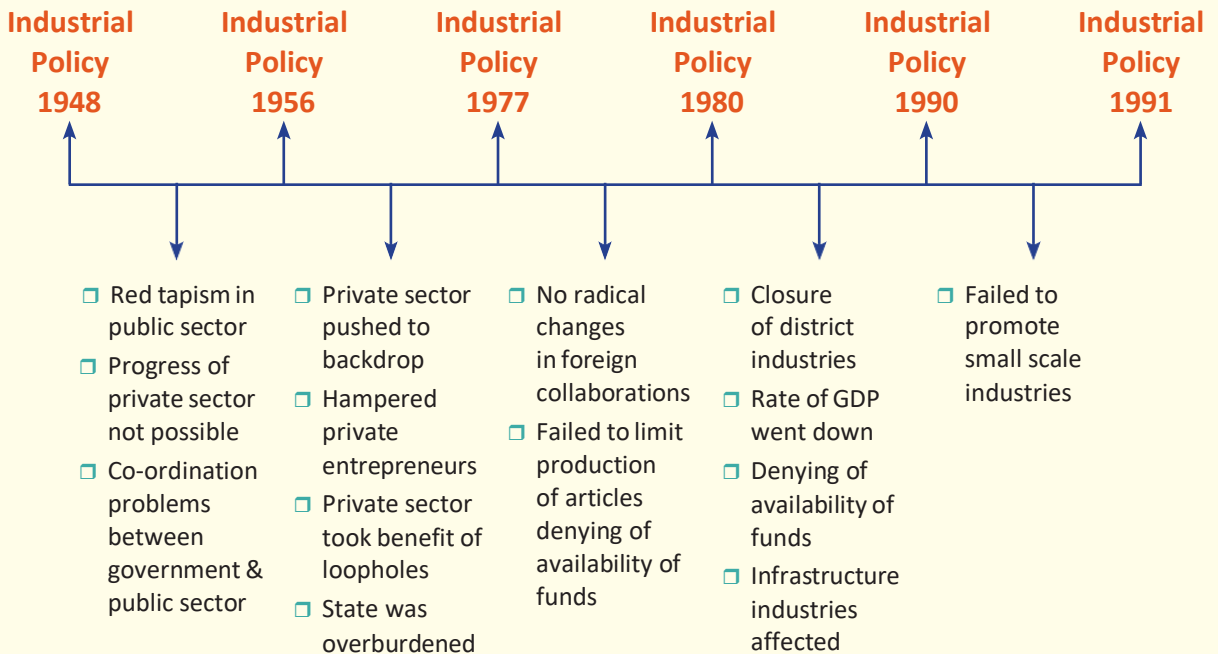 Industrial
Policy
1948
Industrial
Policy
1956
Industrial
Policy
1977
Industrial
Policy
1980
Industrial
Policy
1990
Industrial
Policy
1991
Red tapism in
public sector
Progress of
private sector
not possible
Co-ordination
problems
between
government &
public sector
Private sector
pushed to
backdrop
Hampered
private
entrepreneurs
Private sector
took benefit of
loopholes
State was
overburdened
No radical
changes
in foreign
collaborations
Failed to limit
production
of articles
denying of
availability of
funds
Closure
of district
industries
Rate of GDP
went down
Denying of
availability of
funds
Infrastructure
industries
affected
Failed to
promote
small scale
industries